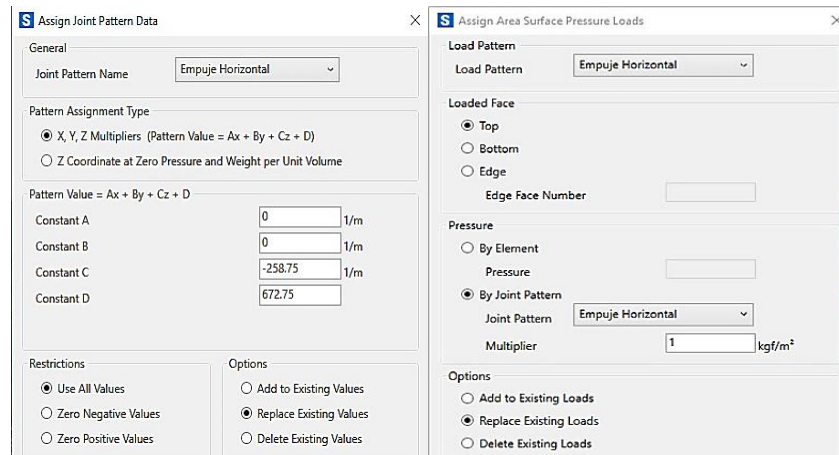 S Assign Joint Pattern Data
General
Joint Pattern Name Empuje Horizontal
Pattern Assignment Type
X, Y, Z Multipliers (Pattern Value = Ax + By + Cz + D)
Z Coordinate at Zero Pressure and Weight per Unit Volume
Pattern Value = Ax + By + Cz + D
Constant A 0 1/m
Constant B 0 1/m
Constant C -258.75 1/m
Constant D 672.75
Restrictions
Use All Values
Zero Negative Values
Zero Positive Values
Options
Add to Existing Values
Replace Existing Values
Delete Existing Values
S Assign Area Surface Pressure Loads
Load Pattern
Load Pattern Empuje Horizontal
Loaded Face
Top
Bottom
Edge
Edge Face Number
Pressure
By Element
Pressure
By Joint Pattern
Joint Pattern Empuje Horizontal
Multiplier 1 kgf/m²
Options
Add to Existing Loads
Replace Existing Loads
Delete Existing Loads